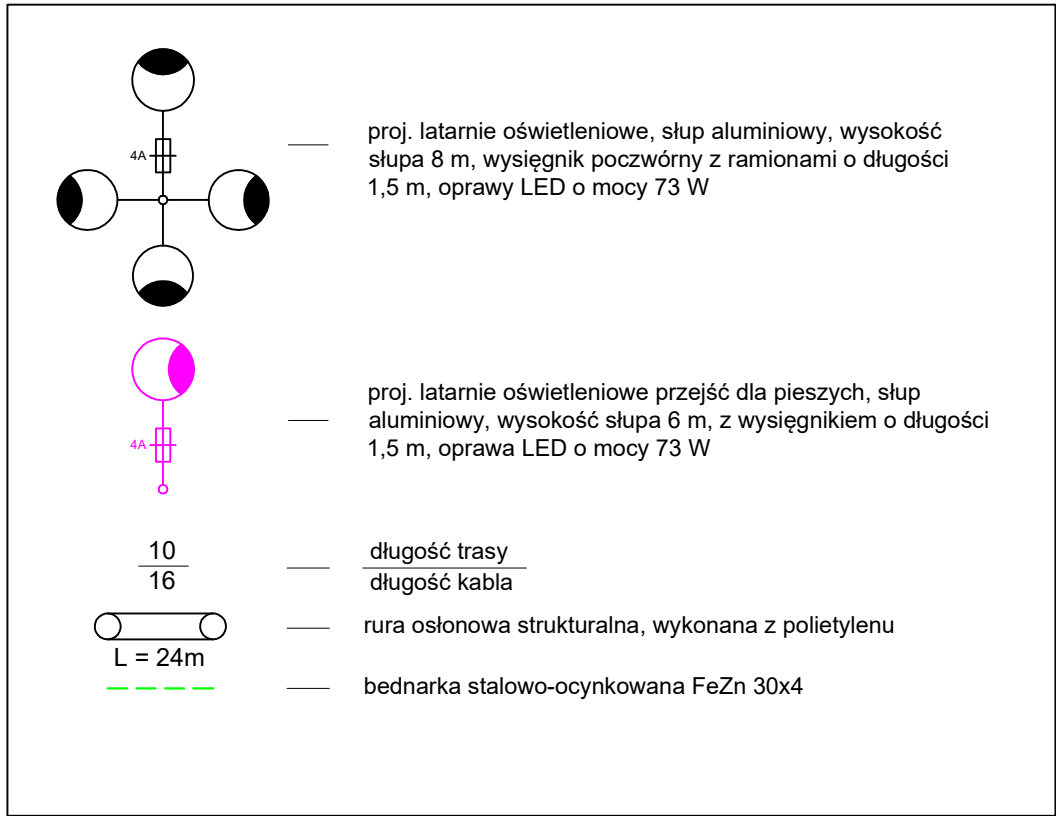 4A
proj. latarnie oświetleniowe, słup aluminiowy, wysokość
słupa 8 m, wysięgnik poczwórny z ramionami o długości
1,5 m, oprawy LED o mocy 73 W
4A
proj. latarnie oświetleniowe przejść dla pieszych, słup
aluminiowy, wysokość słupa 6 m, z wysięgnikiem o długości
1,5 m, oprawa LED o mocy 73 W
10
16
długość trasy
długość kabla
rura osłonowa strukturalna, wykonana z polietylenu
L = 24m
bednarka stalowo-ocynkowana FeZn 30x4